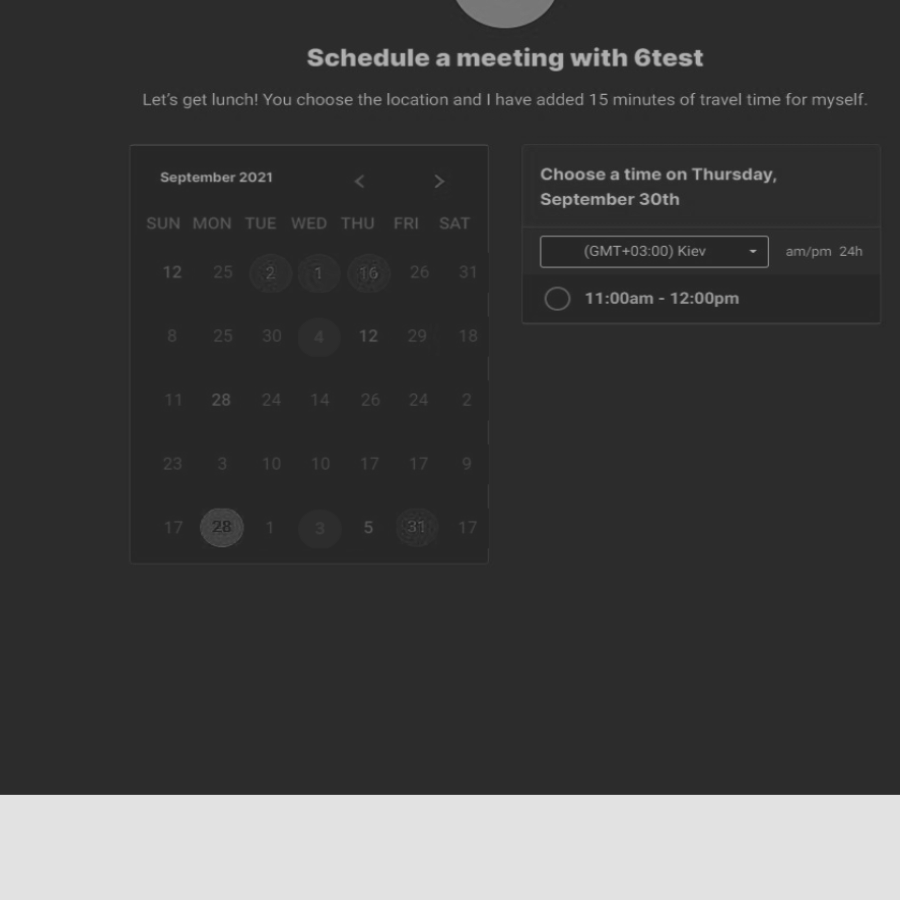 Schedule a meeting with 6test
Let's get lunch! You choose the location and I have added 15 minutes of travel time for myself.
September 2021
SUN MON TUE WED THU FRI SAT
12 25 2 1 16 26 31
8 25 30 4 12 29 18
11 28 24 14 26 24 2
23 3 10 10 17 17 9
17 28 1 3 5 31 17
Choose a time on Thursday,
September 30th
(GMT+03:00) Kiev am/pm 24h
11:00am - 12:00pm